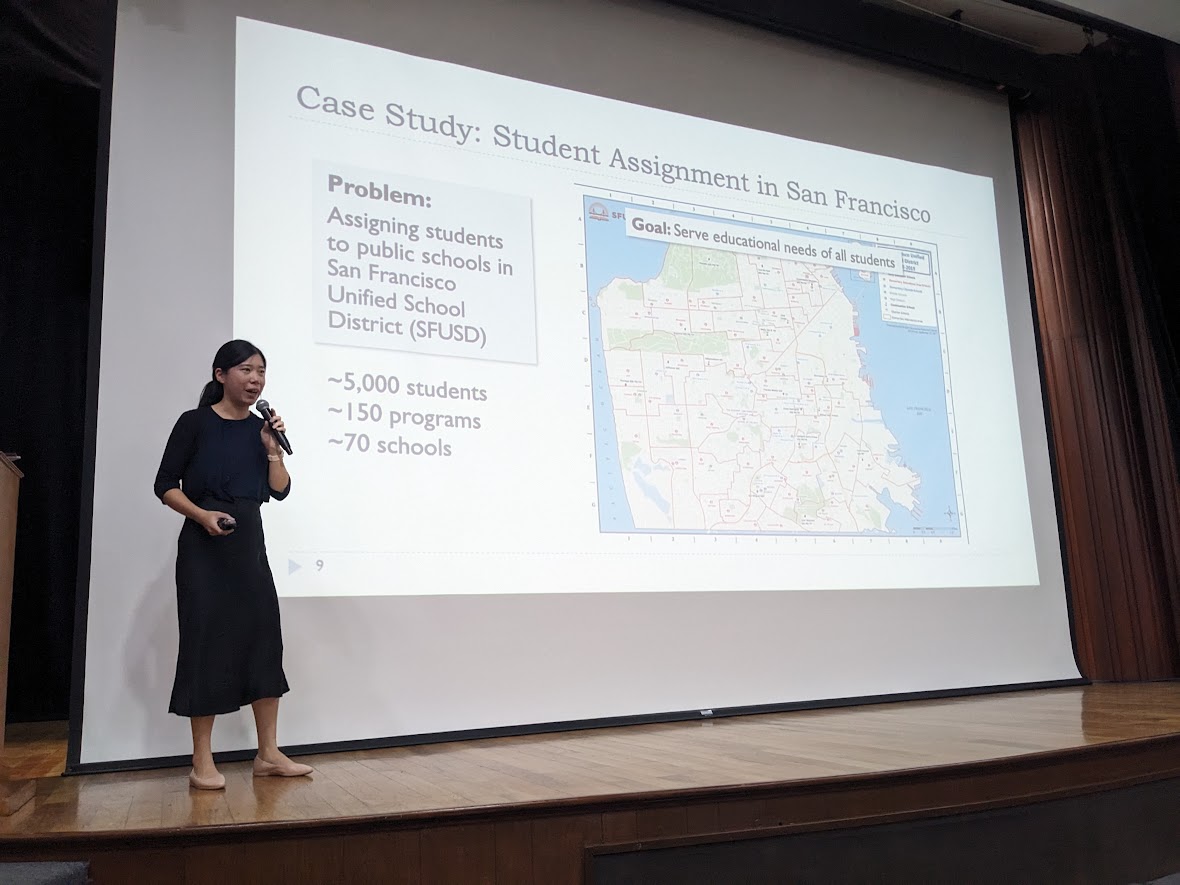 Case Study: Student Assignment in San Francisco
Problem:
Assigning students
to public schools in
San Francisco
Unified School
District (SFUSD)
~5,000 students
~150 programs
~70 schools
Goal: Serve educational needs of all students
9